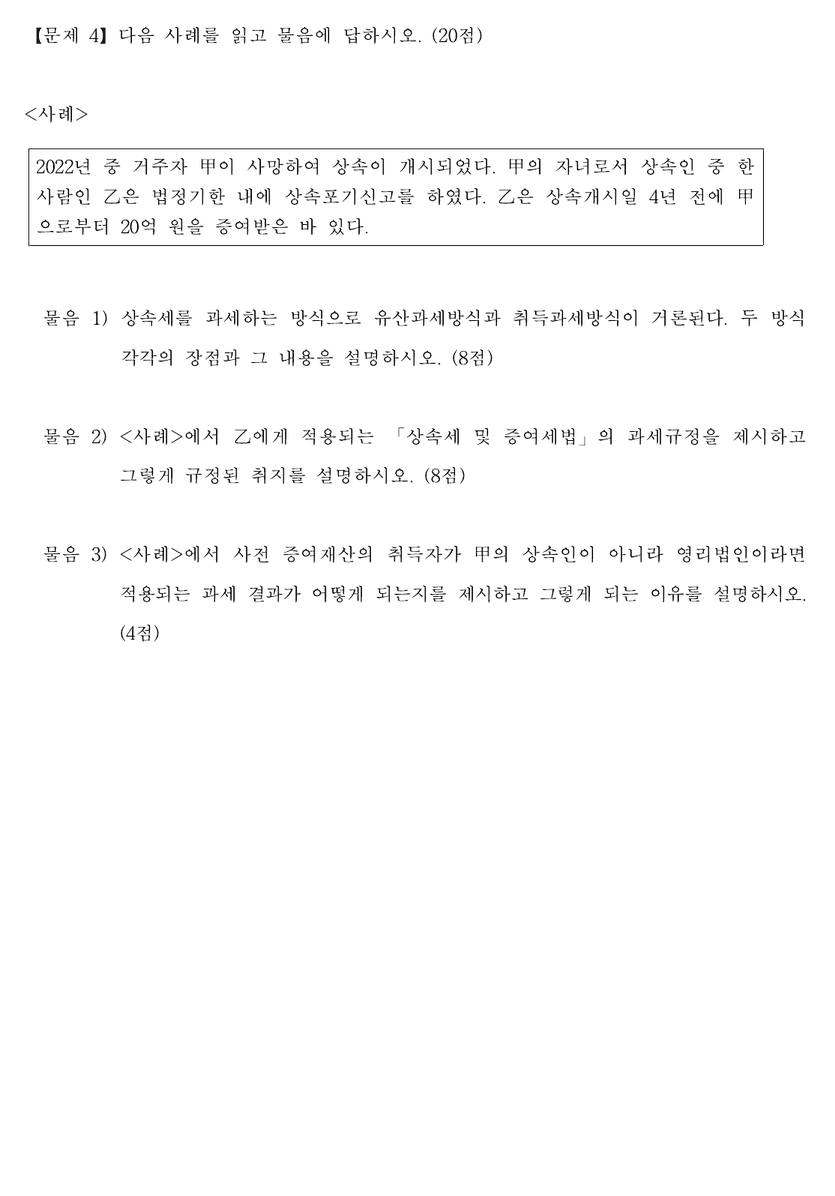 【문제 4】 다음 사례를 읽고 물음에 답하시오. (20점)
<사례>
2022년 중 거주자 甲이 사망하여 상속이 개시되었다. 甲의 자녀로서 상속인 중 한
사람인 乙은 법정기한 내에 상속포기신고를 하였다. 乙은 상속개시일 4년 전에 甲
으로부터 20억 원을 증여받은 바 있다.
물음 1) 상속세를 과세하는 방식으로 유산과세방식과 취득과세방식이 거론된다. 두 방식
각각의 장점과 그 내용을 설명하시오. (8점)
물음 2) <사례>에서 乙에게 적용되는 「상속세 및 증여세법」의 과세규정을 제시하고
그렇게 규정된 취지를 설명하시오. (8점)
물음 3) <사례>에서 사전 증여재산의 취득자가 甲의 상속인이 아니라 영리법인이라면
적용되는 과세 결과가 어떻게 되는지를 제시하고 그렇게 되는 이유를 설명하시오.
(4점)